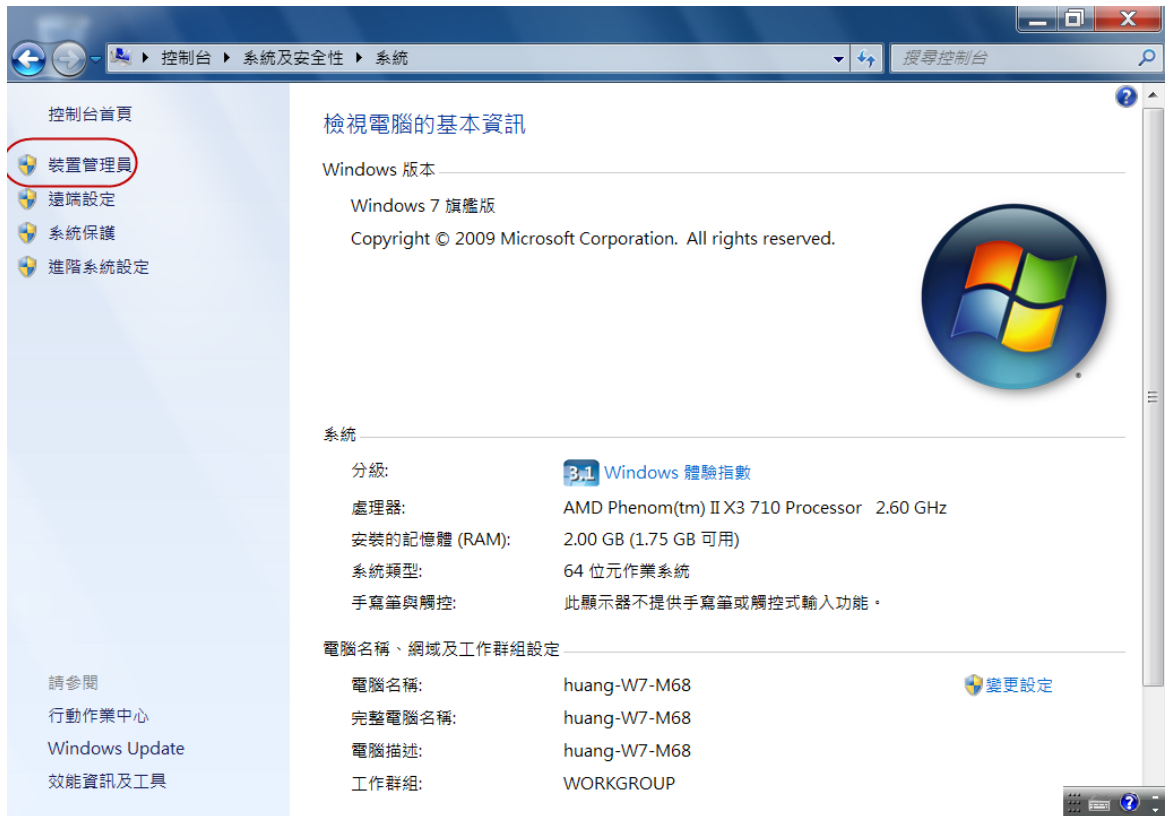 控制台 ▸ 系統及安全性 ▸ 系統
搜尋控制台
控制台首頁
裝置管理員
遠端設定
系統保護
進階系統設定
請參閱
行動作業中心
Windows Update
效能資訊及工具
檢視電腦的基本資訊
Windows 版本
Windows 7 旗艦版
Copyright © 2009 Microsoft Corporation. All rights reserved.
系統
分級: 3.1 Windows 體驗指數
處理器: AMD Phenom(tm) II X3 710 Processor 2.60 GHz
安裝的記憶體 (RAM): 2.00 GB (1.75 GB 可用)
系統類型: 64 位元作業系統
手寫筆與觸控: 此顯示器不提供手寫筆或觸控式輸入功能。
電腦名稱、網域及工作群組設定
電腦名稱: huang-W7-M68 變更設定
完整電腦名稱: huang-W7-M68
電腦描述: huang-W7-M68
工作群組: WORKGROUP